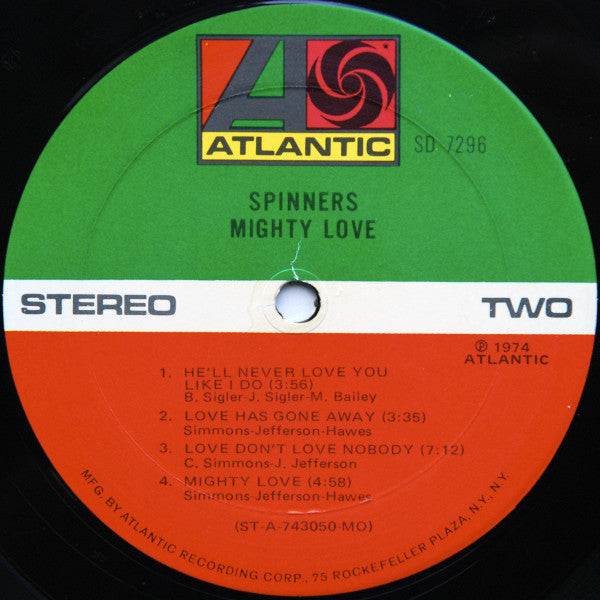 ATLANTIC
SD 7296
SPINNERS
MIGHTY LOVE
STEREO
TWO
℗ 1974
ATLANTIC
1. HE'LL NEVER LOVE YOU
LIKE I DO (3:56)
B. Sigler-J. Sigler-M. Bailey
2. LOVE HAS GONE AWAY (3:35)
Simmons-Jefferson-Hawes
3. LOVE DON'T LOVE NOBODY (7:12)
C. Simmons-J. Jefferson
4. MIGHTY LOVE (4:58)
Simmons-Jefferson-Hawes
(ST-A-743050-MO)
MFG. BY ATLANTIC RECORDING CORP., 75 ROCKEFELLER PLAZA, N.Y., N.Y.